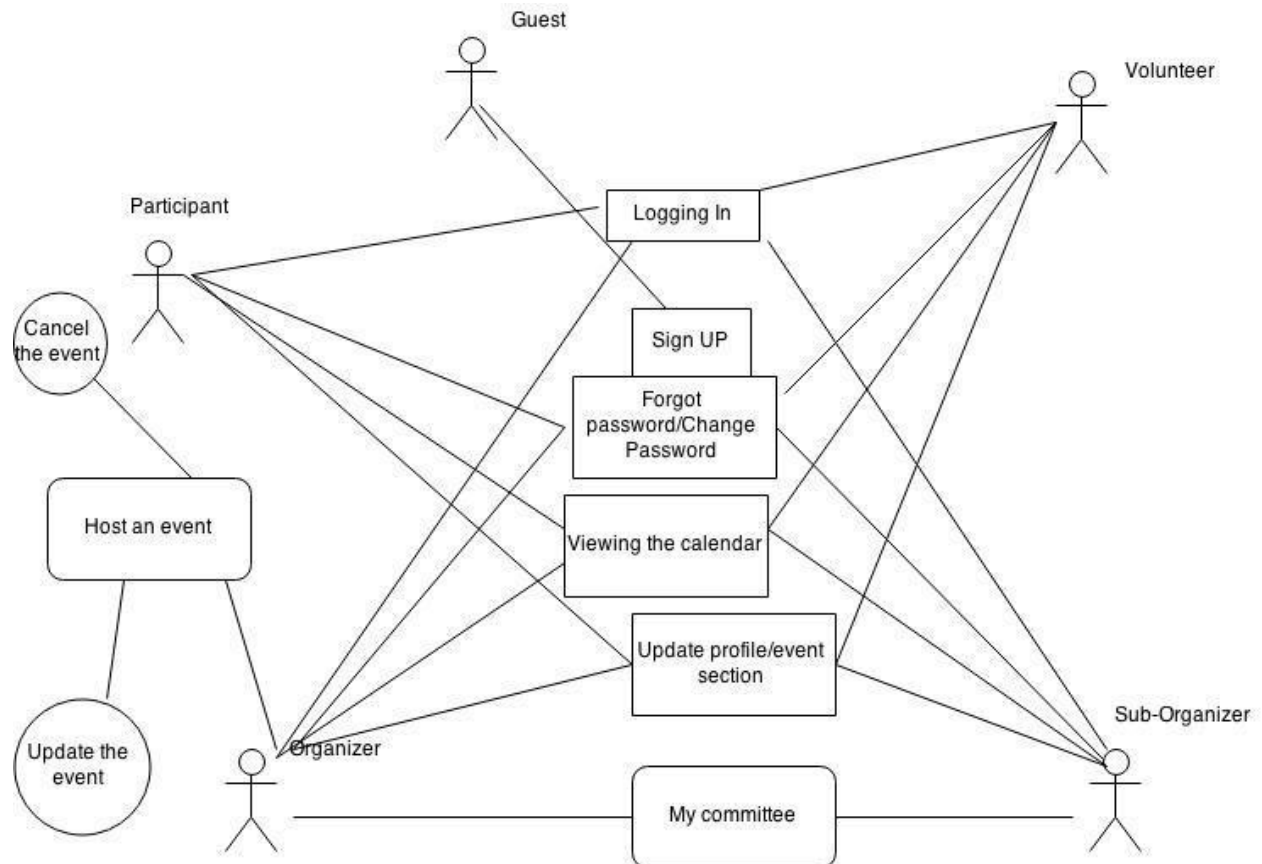 Guest
Volunteer
Participant
Logging In
Cancel
the event
Sign UP
Forgot
password/Change
Password
Host an event
Viewing the calendar
Update profile/event
section
Sub-Organizer
Organizer
Update the
event
My committee